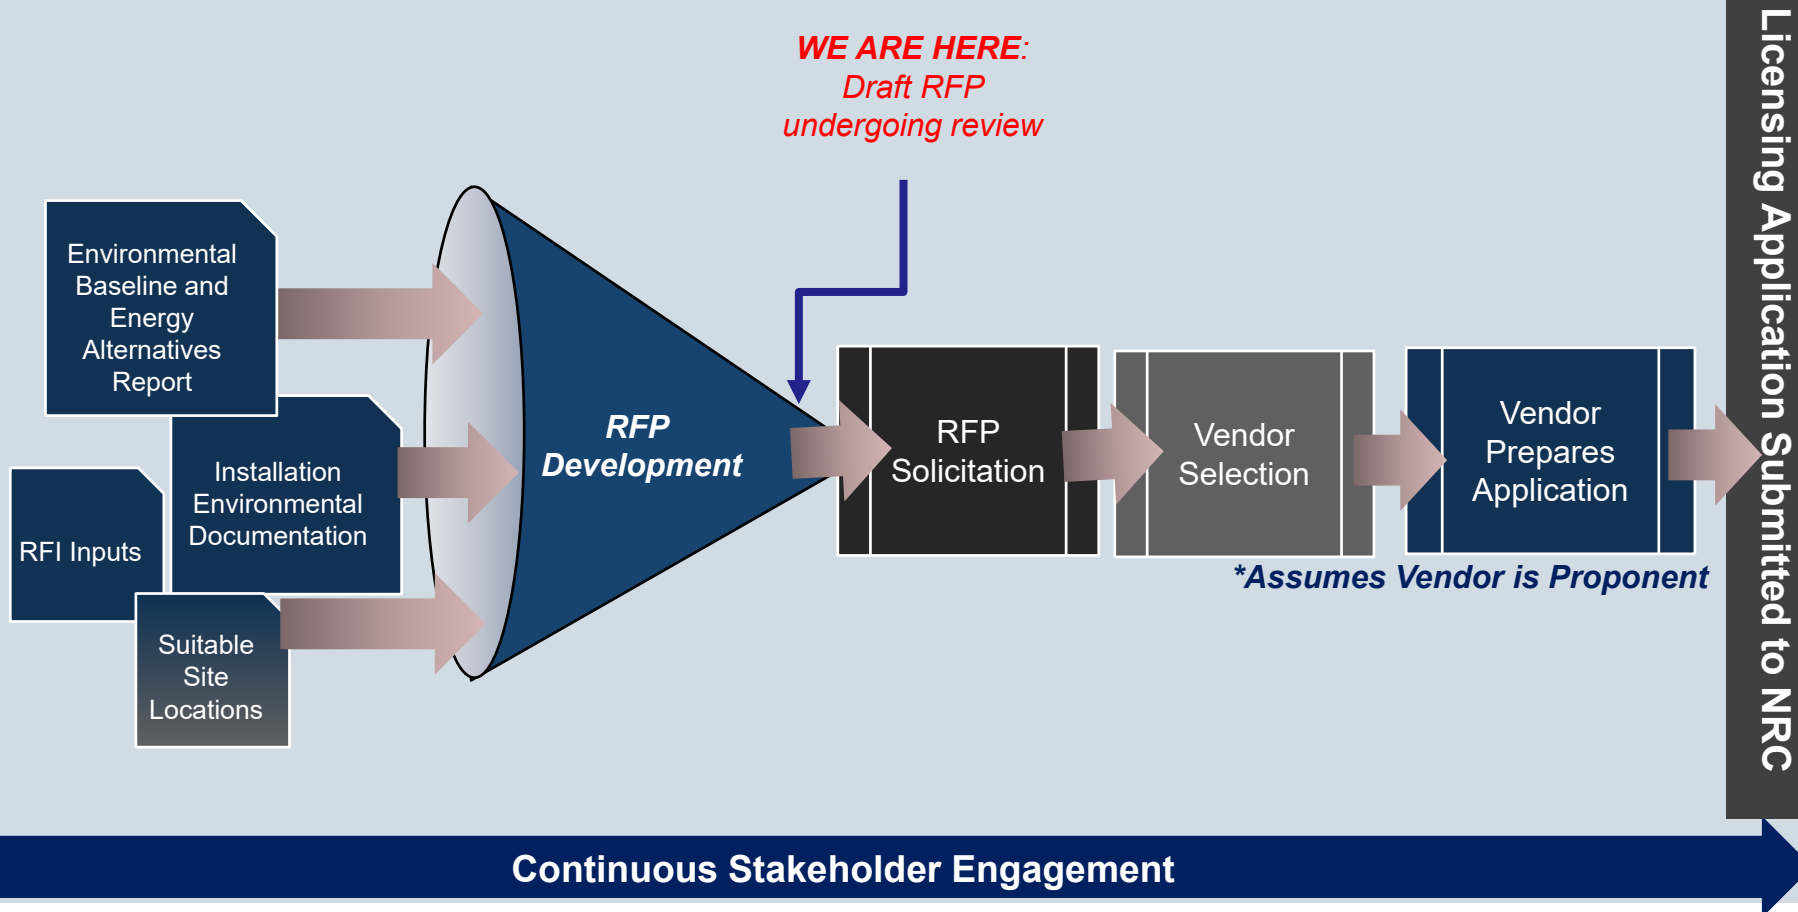 WE ARE HERE:
Draft RFP
undergoing review
Environmental
Baseline and
Energy
Alternatives
Report
Installation
Environmental
Documentation
RFI Inputs
Suitable
Site
Locations
RFP
Development
RFP
Solicitation
Vendor
Selection
Vendor
Prepares
Application
*Assumes Vendor is Proponent
Licensing Application Submitted to NRC
Continuous Stakeholder Engagement